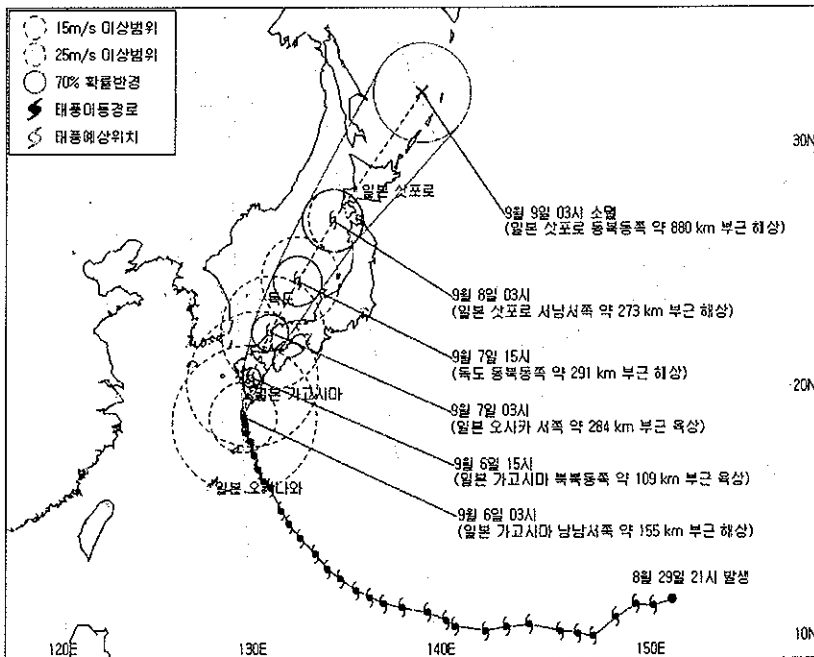 15m/s 이상범위
25m/s 이상범위
70% 확률반경
태풍이동경로
태풍예상위치
30N
일본 삿포로
9월 9일 03시 소멸
(일본 삿포로 동북동쪽 약 880 km 부근 해상)
9월 8일 03시
(일본 삿포로 서남서쪽 약 273 km 부근 해상)
독도
9월 7일 15시
(독도 동북동쪽 약 291 km 부근 해상)
20N
일본 가고시마
9월 7일 03시
(일본 오사카 서쪽 약 284 km 부근 육상)
9월 6일 15시
(일본 가고시마 북북동쪽 약 109 km 부근 육상)
일본 오키나와
9월 6일 03시
(일본 가고시마 남남서쪽 약 155 km 부근 해상)
8월 29일 21시 발생
10N
120E 130E 140E 150E